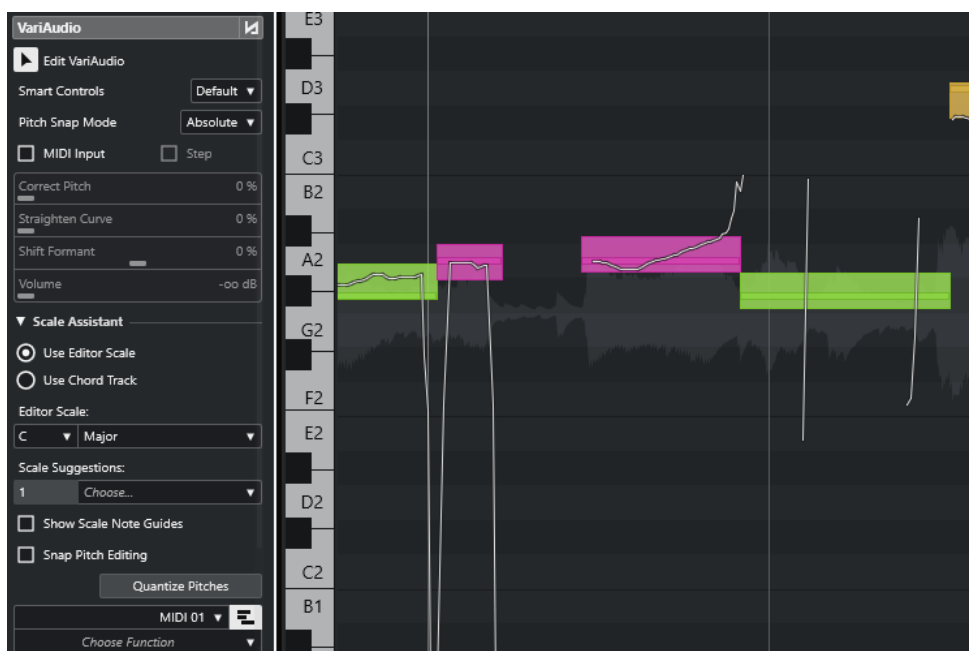 VariAudio
Edit VariAudio
Smart Controls Default
Pitch Snap Mode Absolute
MIDI Input Step
Correct Pitch 0 %
Straighten Curve 0 %
Shift Formant 0 %
Volume -oo dB
Scale Assistant
Use Editor Scale
Use Chord Track
Editor Scale:
C Major
Scale Suggestions:
1 Choose...
Show Scale Note Guides
Snap Pitch Editing
Quantize Pitches
MIDI 01
Choose Function
E3
D3
C3
B2
A2
G2
F2
E2
D2
C2
B1